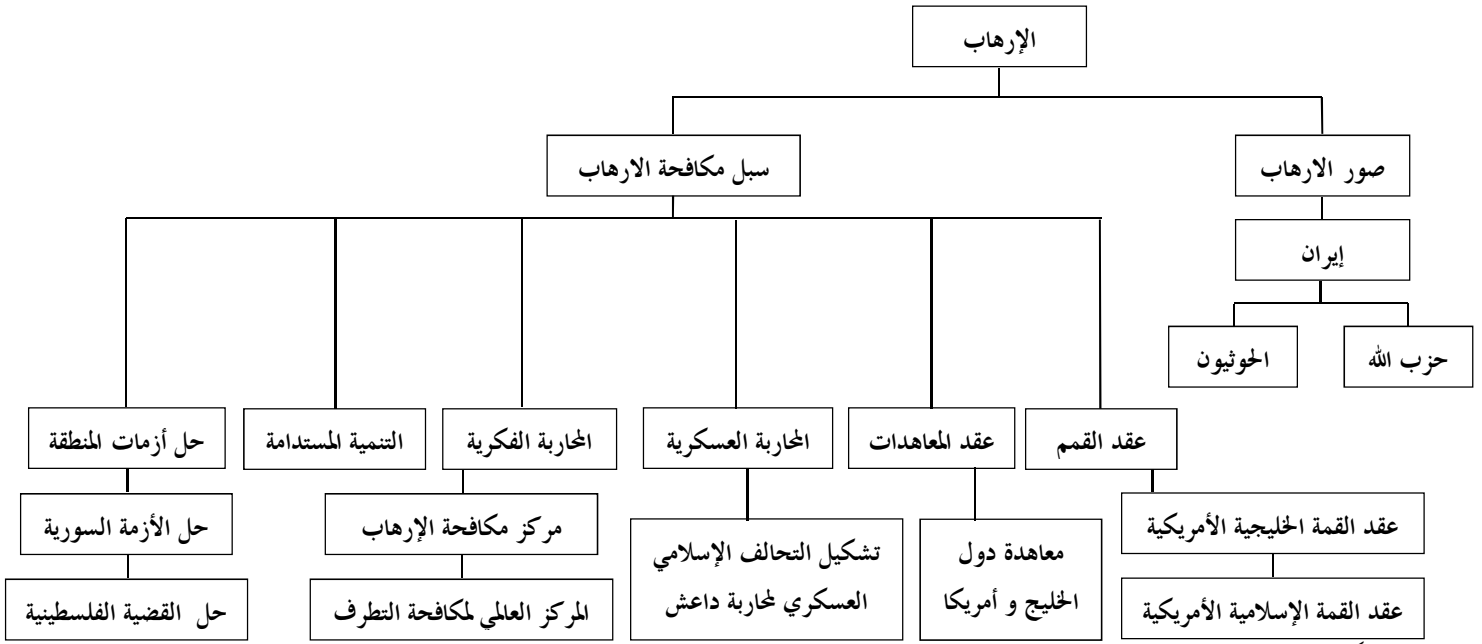 الإرهاب
صور الارهاب
سبل مكافحة الارهاب
إيران
حزب الله
الحوثيون
عقد القمم
عقد المعاهدات
المحاربة العسكرية
المحاربة الفكرية
التنمية المستدامة
حل أزمات المنطقة
عقد القمة الخليجية الأمريكية
عقد القمة الإسلامية الأمريكية
معاهدة دول
الخليج و أمريكا
تشكيل التحالف الإسلامي
العسكري لمحاربة داعش
مركز مكافحة الإرهاب
المركز العالمي لمكافحة التطرف
حل الأزمة السورية
حل القضية الفلسطينية